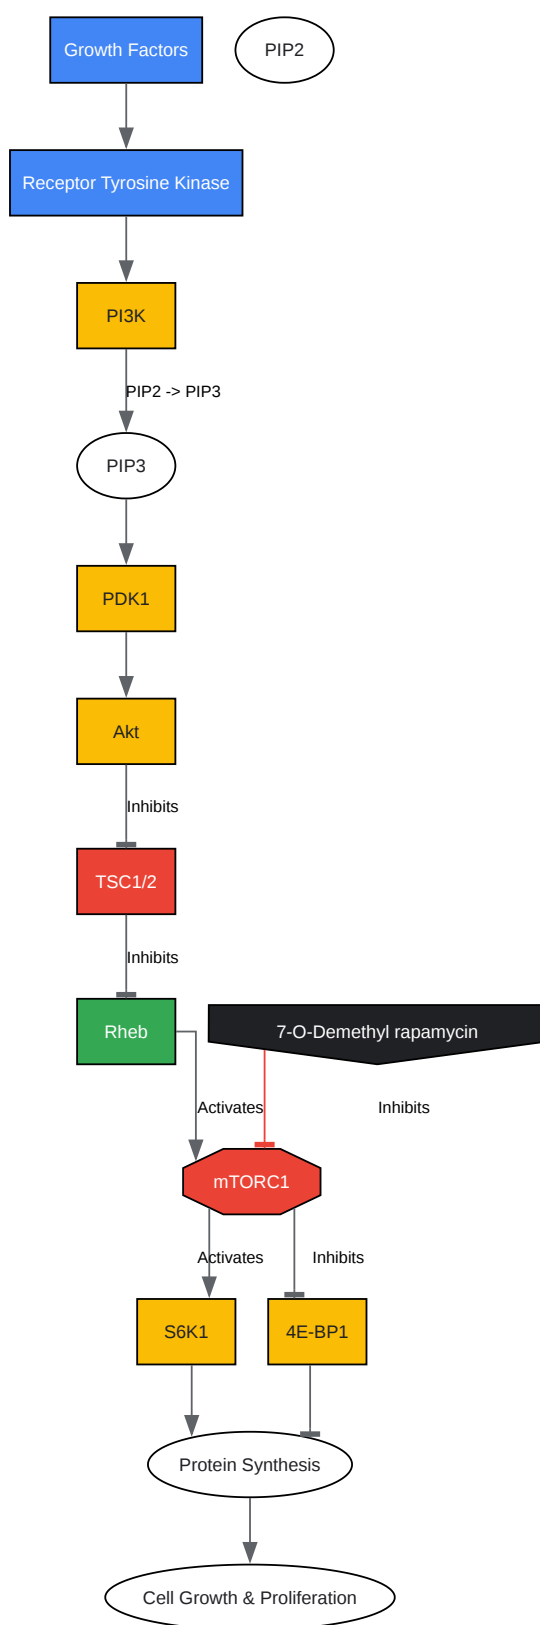 Growth Factors
PIP2
Receptor Tyrosine Kinase
PI3K
PIP2 -> PIP3
PIP3
PDK1
Akt
Inhibits
TSC1/2
Inhibits
Rheb
7-O-Demethyl rapamycin
Activates
Inhibits
mTORC1
Activates
Inhibits
S6K1
4E-BP1
Protein Synthesis
Cell Growth & Proliferation